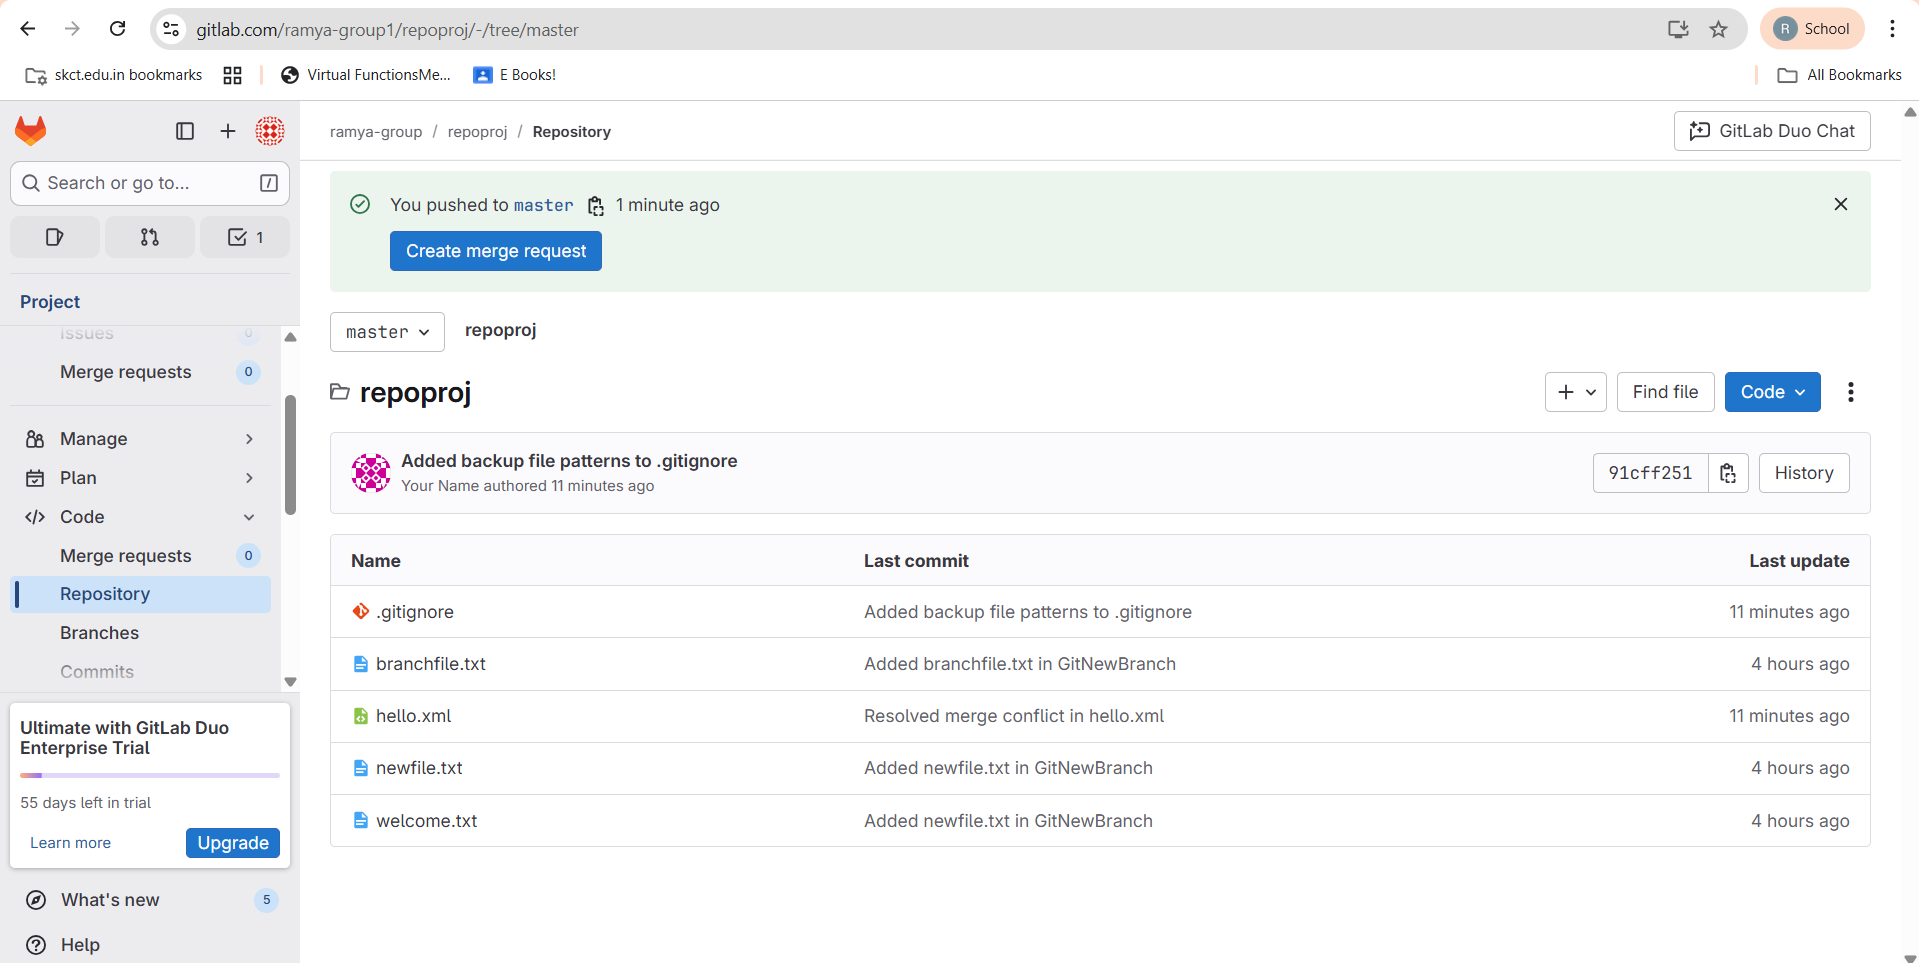 gitlab.com/ramya-group1/repoproj/-/tree/master
R School
skct.edu.in bookmarks
Virtual FunctionsMe...
E Books!
All Bookmarks
ramya-group / repoproj / Repository
GitLab Duo Chat
Search or go to...
/
1
Project
Issues 0
Merge requests 0
Manage
Plan
Code
Merge requests 0
Repository
Branches
Commits
Ultimate with GitLab Duo
Enterprise Trial
55 days left in trial
Learn more
Upgrade
What's new 5
Help
You pushed to master 1 minute ago
Create merge request
master
repoproj
repoproj
Find file
Code
Added backup file patterns to .gitignore
Your Name authored 11 minutes ago
91cff251
History
Name Last commit Last update
.gitignore Added backup file patterns to .gitignore 11 minutes ago
branchfile.txt Added branchfile.txt in GitNewBranch 4 hours ago
hello.xml Resolved merge conflict in hello.xml 11 minutes ago
newfile.txt Added newfile.txt in GitNewBranch 4 hours ago
welcome.txt Added newfile.txt in GitNewBranch 4 hours ago